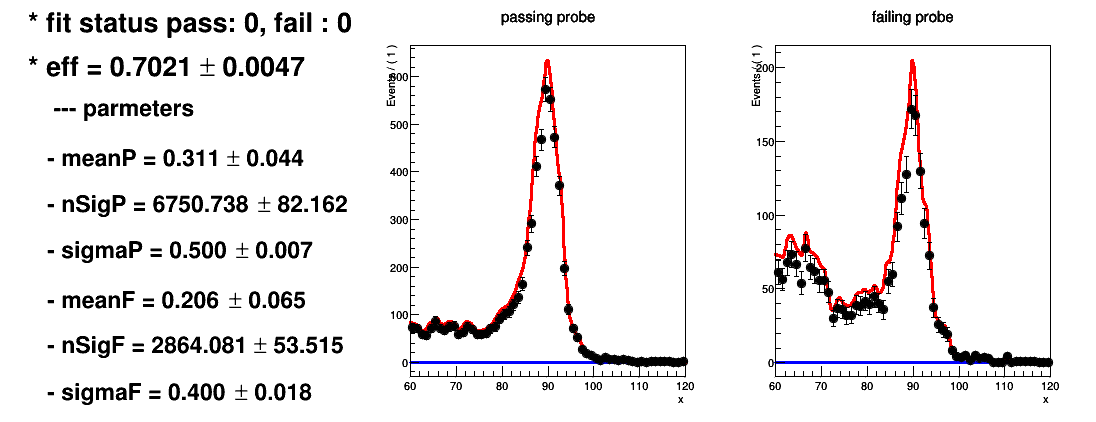 * fit status pass: 0, fail : 0
* eff = 0.7021 ± 0.0047
--- parmeters
- meanP = 0.311 ± 0.044
- nSigP = 6750.738 ± 82.162
- sigmaP = 0.500 ± 0.007
- meanF = 0.206 ± 0.065
- nSigF = 2864.081 ± 53.515
- sigmaF = 0.400 ± 0.018
passing probe
Events / ( 1 )
600
500
400
300
200
100
0
60 70 80 90 100 110 120
x
failing probe
Events / ( 1 )
200
150
100
50
0
60 70 80 90 100 110 120
x